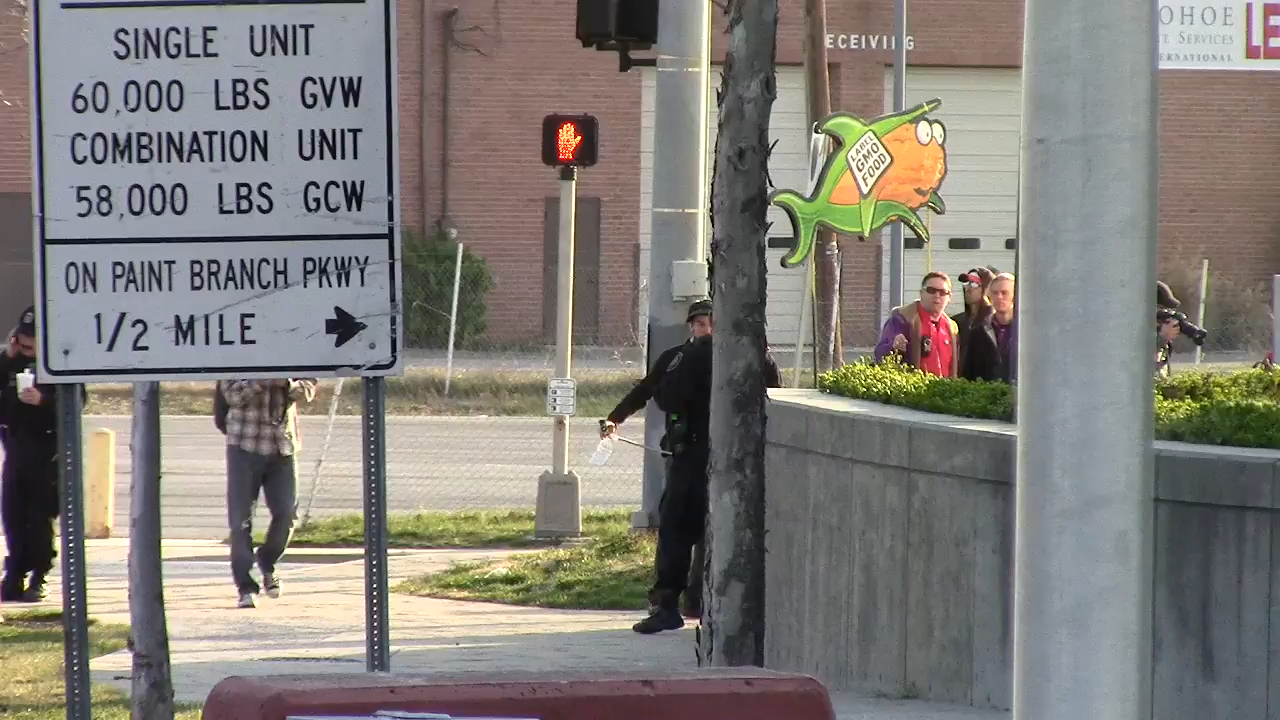 SINGLE UNIT
60,000 LBS GVW
COMBINATION UNIT
58,000 LBS GCW
ON PAINT BRANCH PKWY
1/2 MILE
ECEIVING
OHOE
SERVICES
ERNATIONAL
LE
LABEL
GMO
FOOD